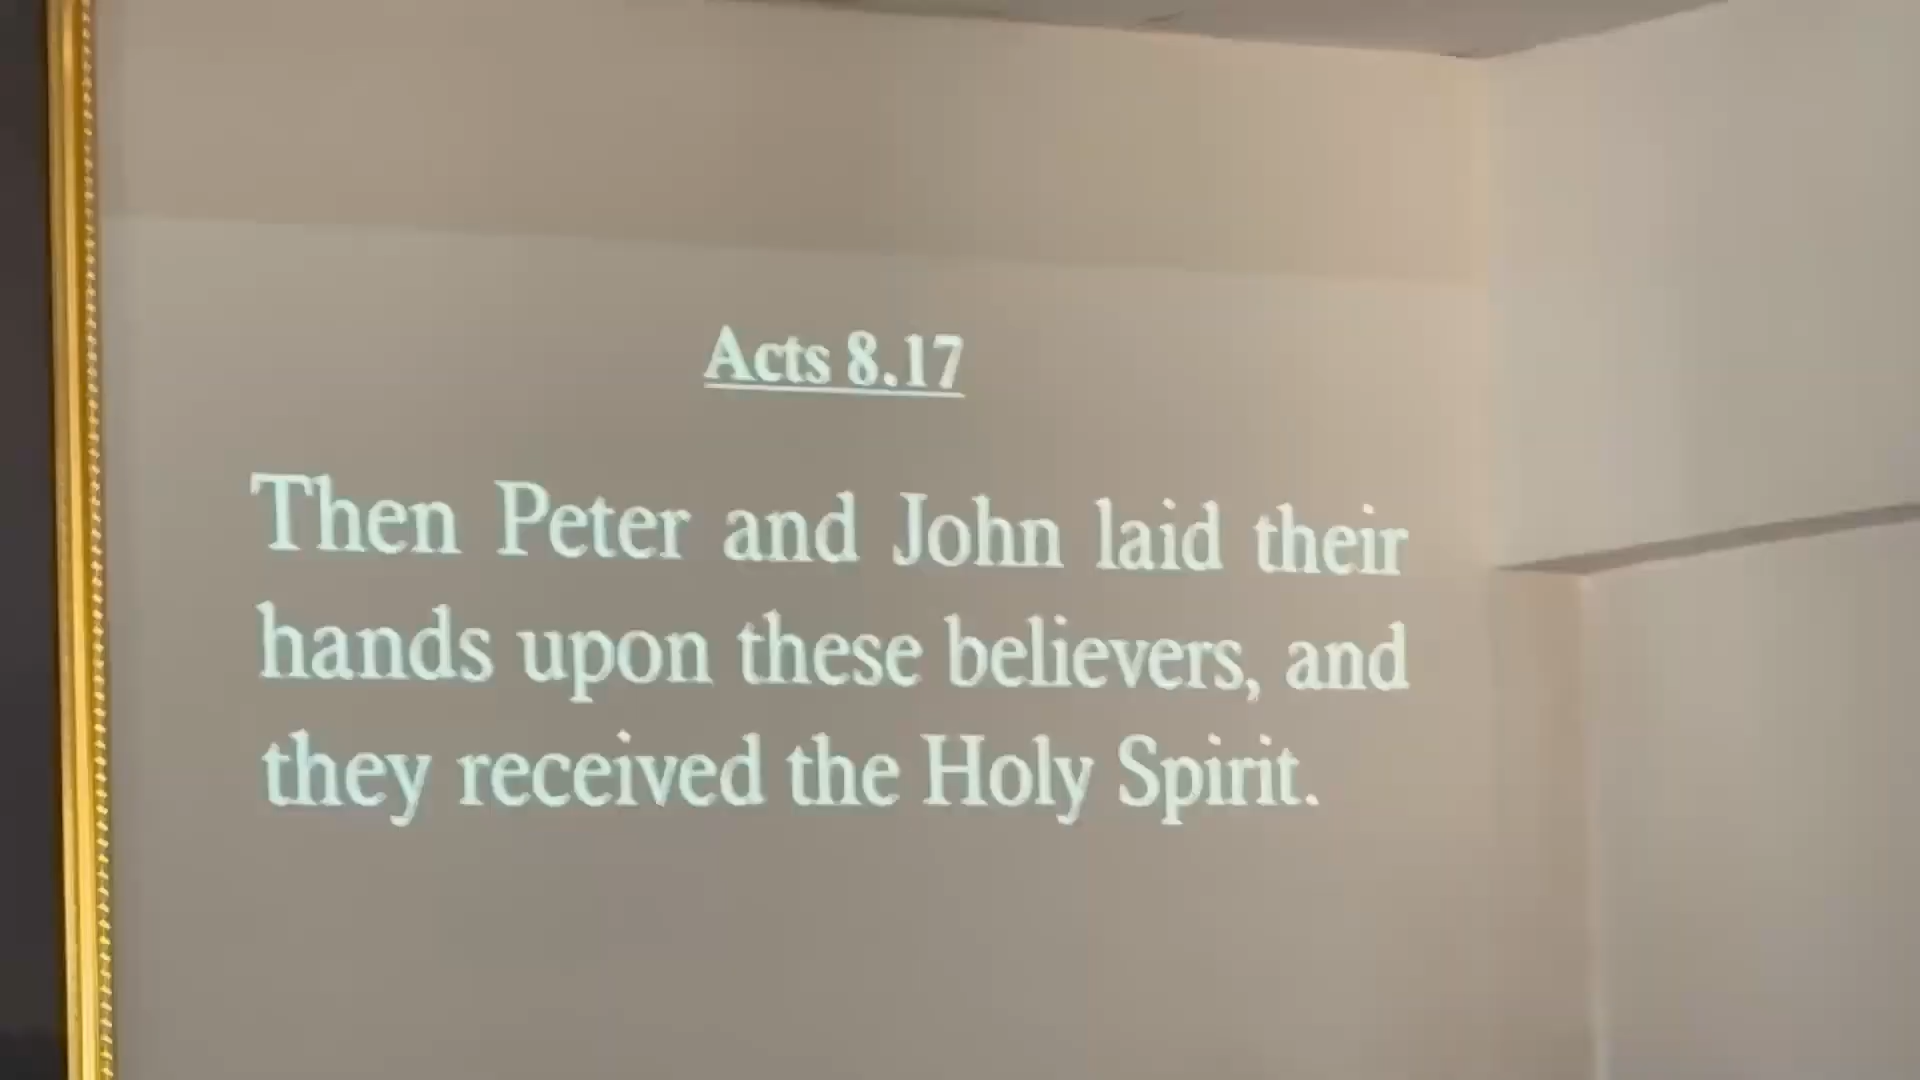 Acts 8.17
Then Peter and John laid their
hands upon these believers, and
they received the Holy Spirit.